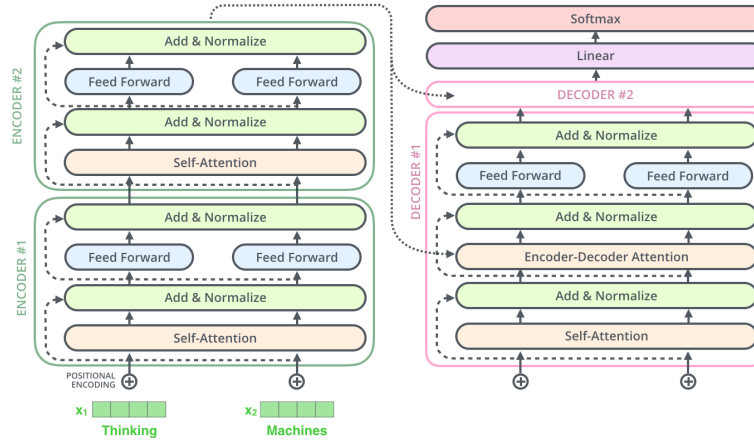 ENCODER #2
Add & Normalize
Feed Forward
Feed Forward
Add & Normalize
Self-Attention
ENCODER #1
Add & Normalize
Feed Forward
Feed Forward
Add & Normalize
Self-Attention
POSITIONAL
ENCODING
x₁
x₂
Thinking
Machines
Softmax
Linear
DECODER #2
DECODER #1
Add & Normalize
Feed Forward
Feed Forward
Add & Normalize
Encoder-Decoder Attention
Add & Normalize
Self-Attention